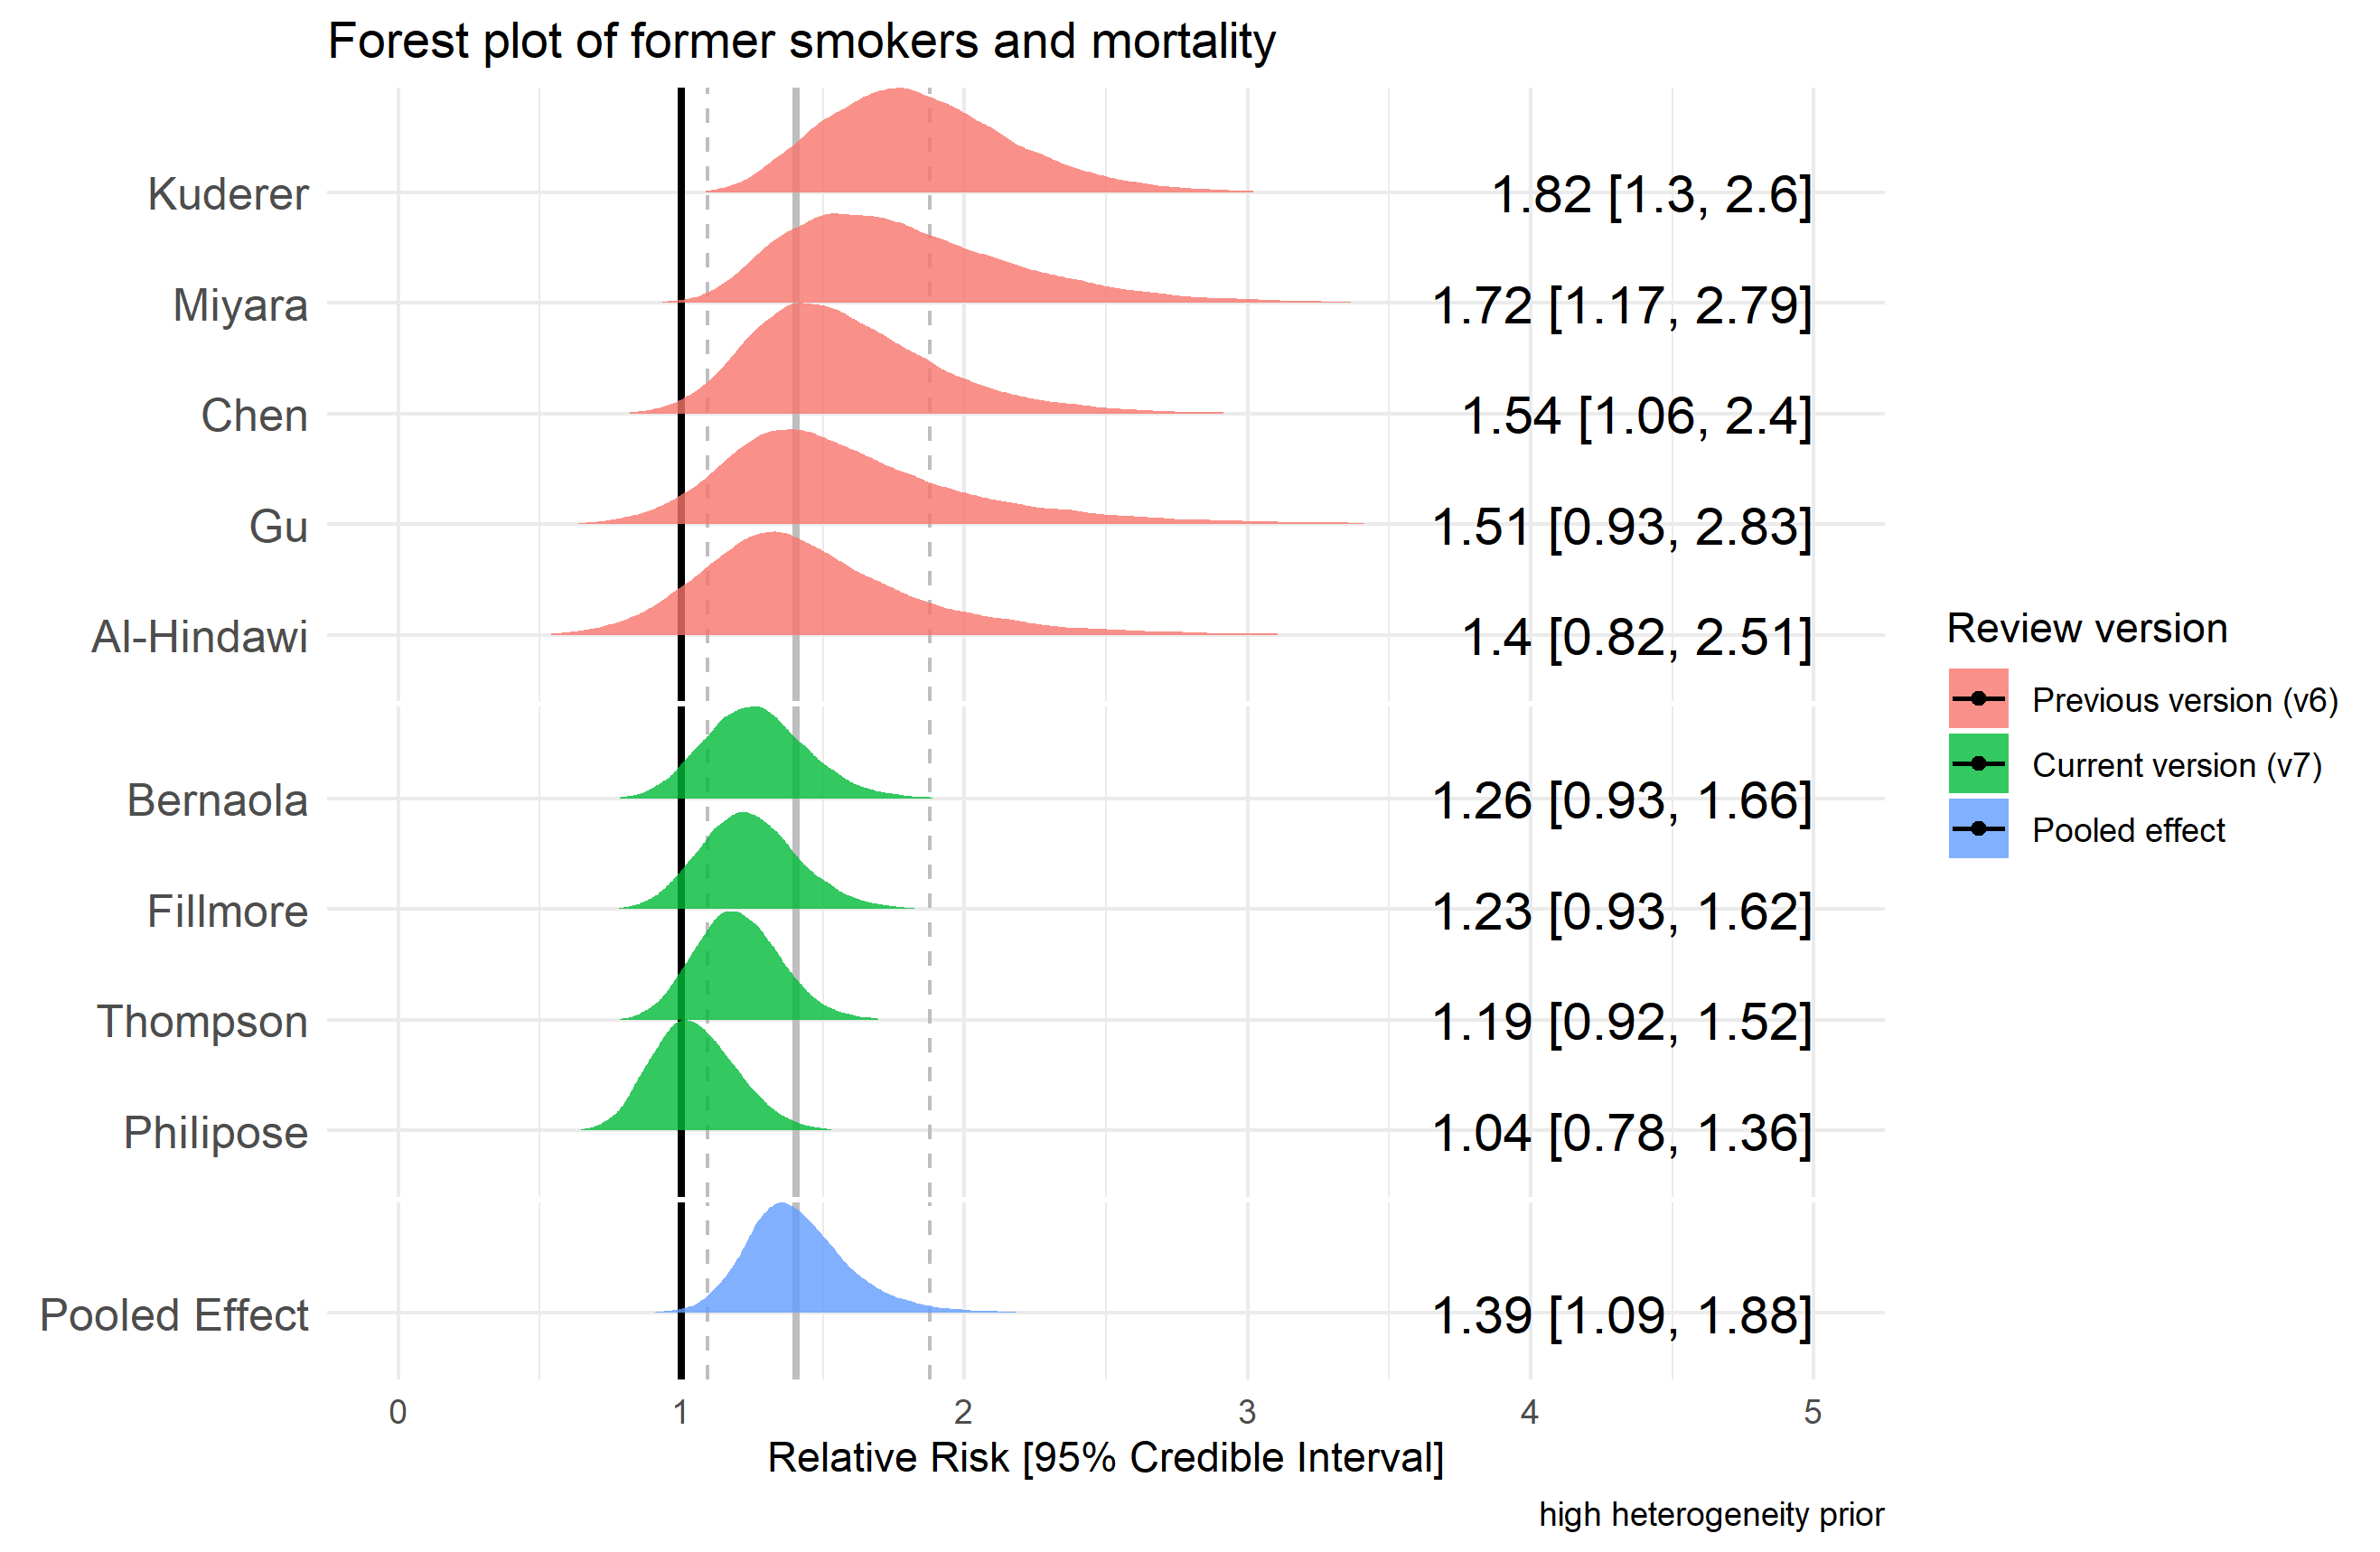 Forest plot of former smokers and mortality
Kuderer 1.82 [1.3, 2.6]
Miyara 1.72 [1.17, 2.79]
Chen 1.54 [1.06, 2.4]
Gu 1.51 [0.93, 2.83]
Al-Hindawi 1.4 [0.82, 2.51]
Bernaola 1.26 [0.93, 1.66]
Fillmore 1.23 [0.93, 1.62]
Thompson 1.19 [0.92, 1.52]
Philipose 1.04 [0.78, 1.36]
Pooled Effect 1.39 [1.09, 1.88]
0 1 2 3 4 5
Relative Risk [95% Credible Interval]
high heterogeneity prior
Review version
Previous version (v6)
Current version (v7)
Pooled effect